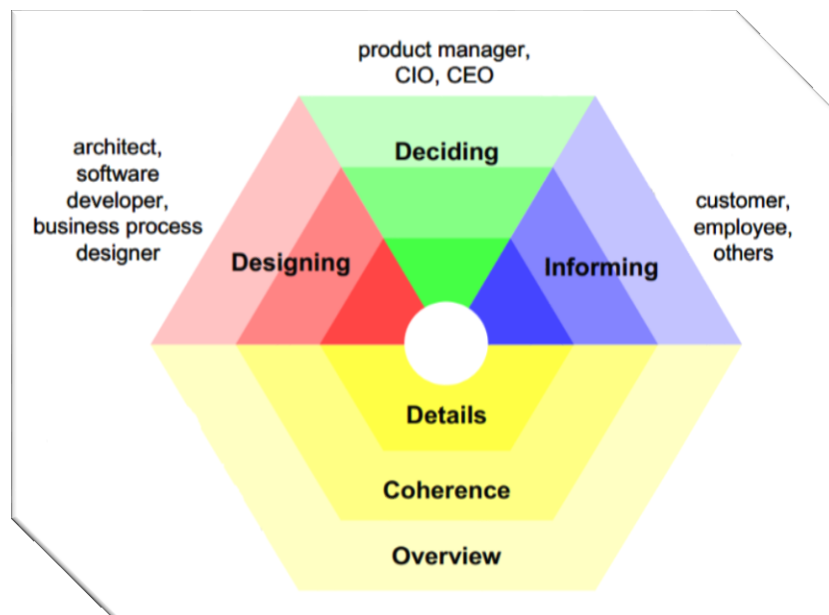 product manager,
CIO, CEO
Deciding
architect,
software
developer,
business process
designer
Designing
customer,
employee,
others
Informing
Details
Coherence
Overview